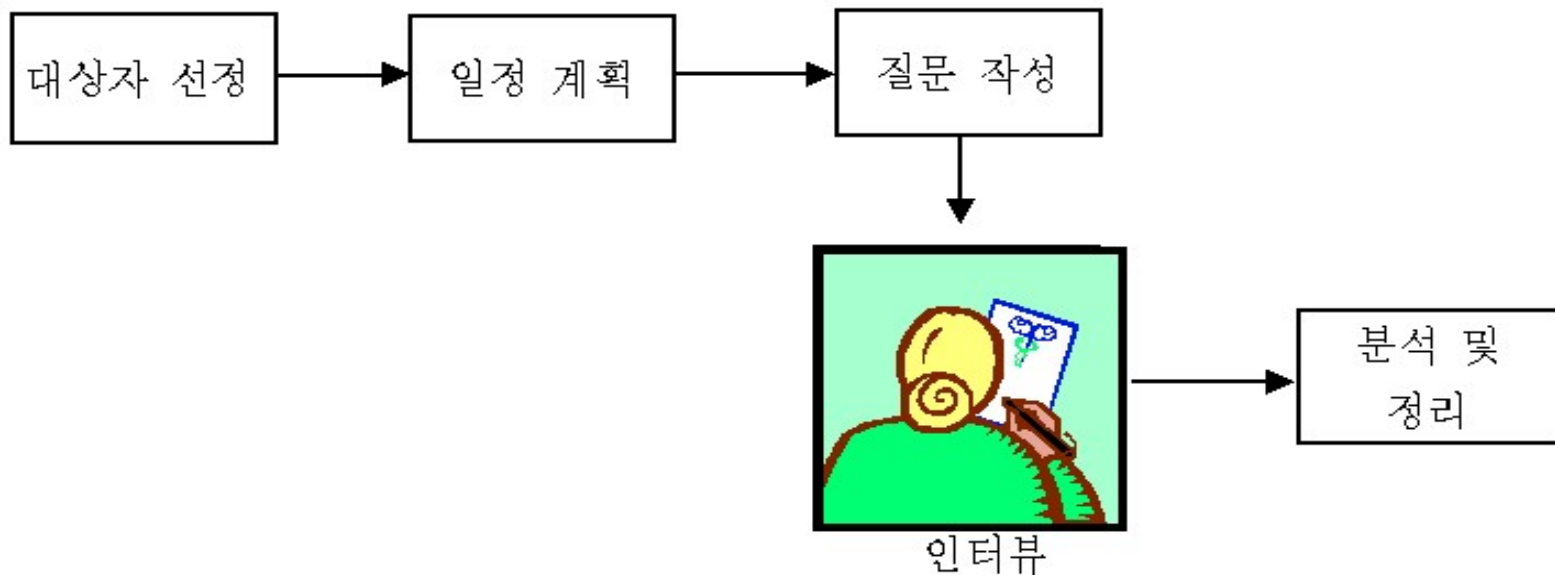 대상자 선정
일정 계획
질문 작성
인터뷰
분석 및
정리